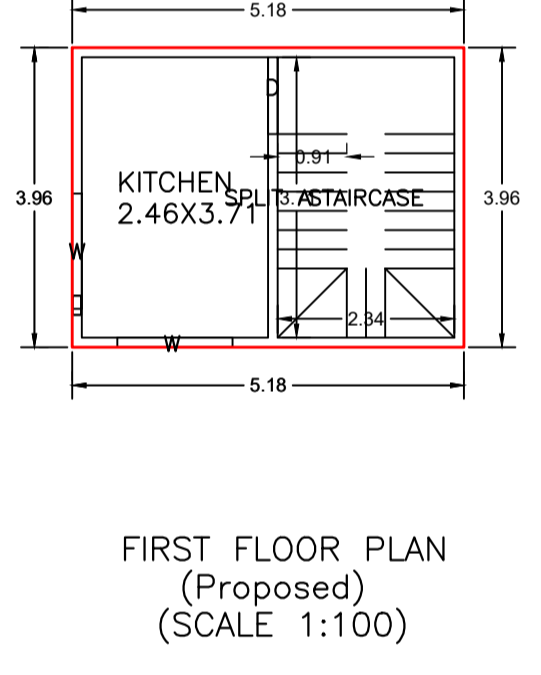 5.18
D
0.91
3.96
KITCHEN
SPLIT A
STAIRCASE
3.96
2.46X3.71
W
2.34
W
5.18
FIRST FLOOR PLAN
(Proposed)
(SCALE 1:100)